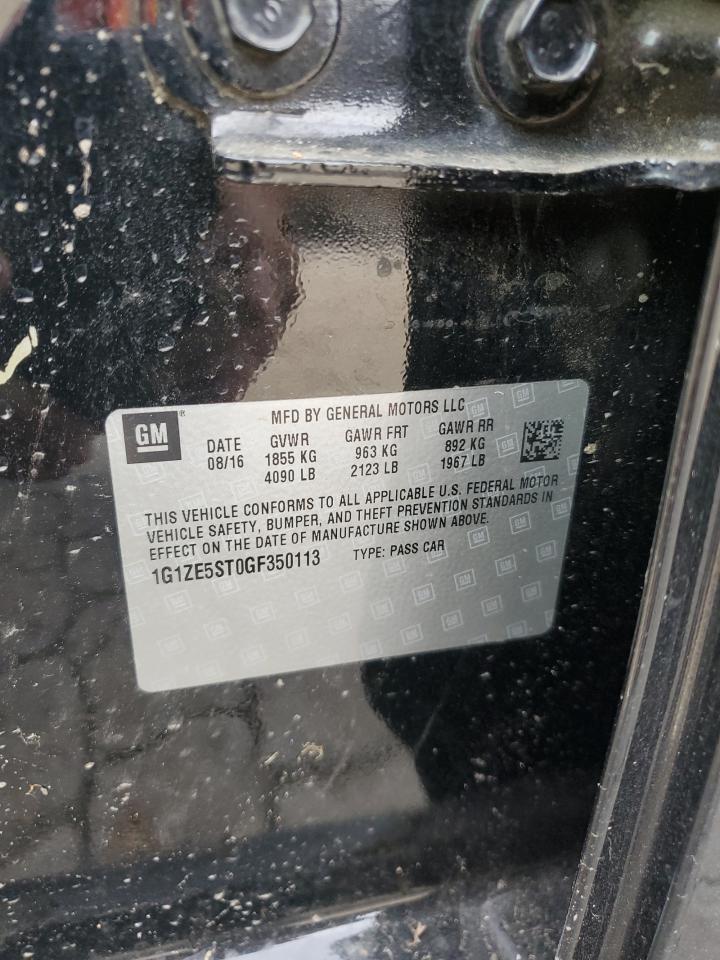 10
GM ®
MFD BY GENERAL MOTORS LLC
DATE GVWR GAWR FRT GAWR RR
08/16 1855 KG 963 KG 892 KG
4090 LB 2123 LB 1967 LB
THIS VEHICLE CONFORMS TO ALL APPLICABLE U.S. FEDERAL MOTOR
VEHICLE SAFETY, BUMPER, AND THEFT PREVENTION STANDARDS IN
EFFECT ON THE DATE OF MANUFACTURE SHOWN ABOVE.
1G1ZE5ST0GF350113 TYPE: PASS CAR